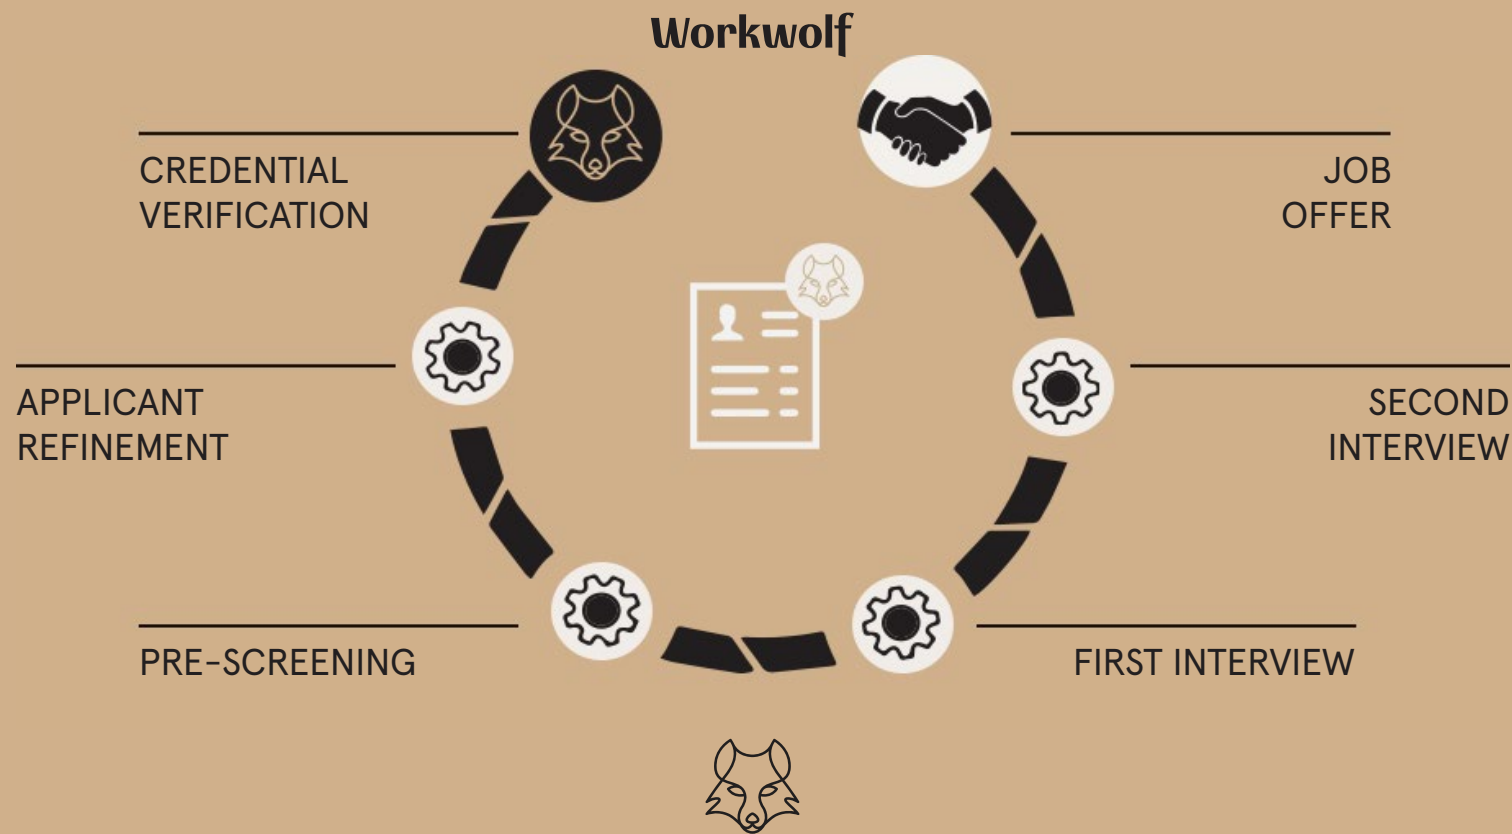 Workwolf
CREDENTIAL
VERIFICATION
APPLICANT
REFINEMENT
PRE-SCREENING
FIRST INTERVIEW
SECOND
INTERVIEW
JOB
OFFER